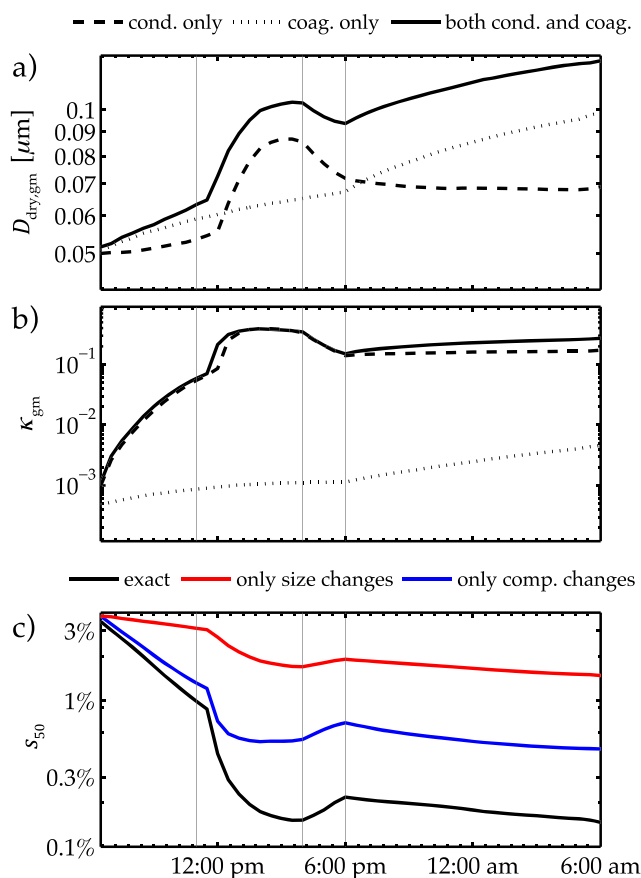 cond. only coag. only both cond. and coag.
a)
0.1
0.09
0.08
0.07
0.06
0.05
D_dry,gm [µm]
b)
10⁻¹
10⁻²
10⁻³
κ_gm
exact only size changes only comp. changes
c)
3%
1%
0.3%
0.1%
s_50
12:00 pm 6:00 pm 12:00 am 6:00 am